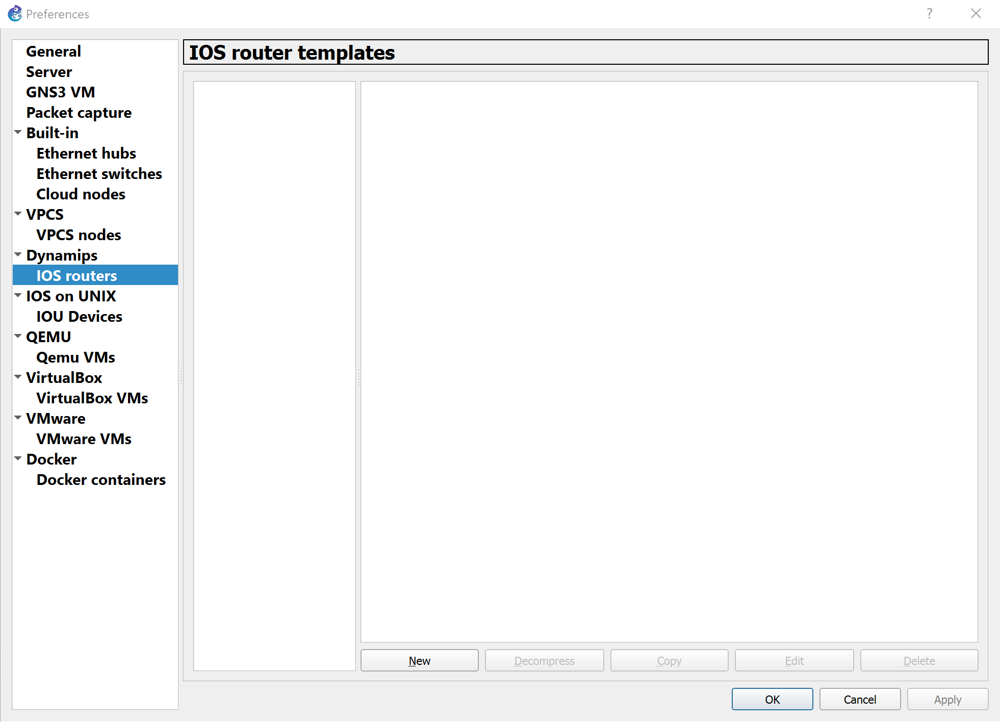 Preferences
?
General
Server
GNS3 VM
Packet capture
Built-in
Ethernet hubs
Ethernet switches
Cloud nodes
VPCS
VPCS nodes
Dynamips
IOS routers
IOS on UNIX
IOU Devices
QEMU
Qemu VMs
VirtualBox
VirtualBox VMs
VMware
VMware VMs
Docker
Docker containers
IOS router templates
New
Decompress
Copy
Edit
Delete
OK
Cancel
Apply